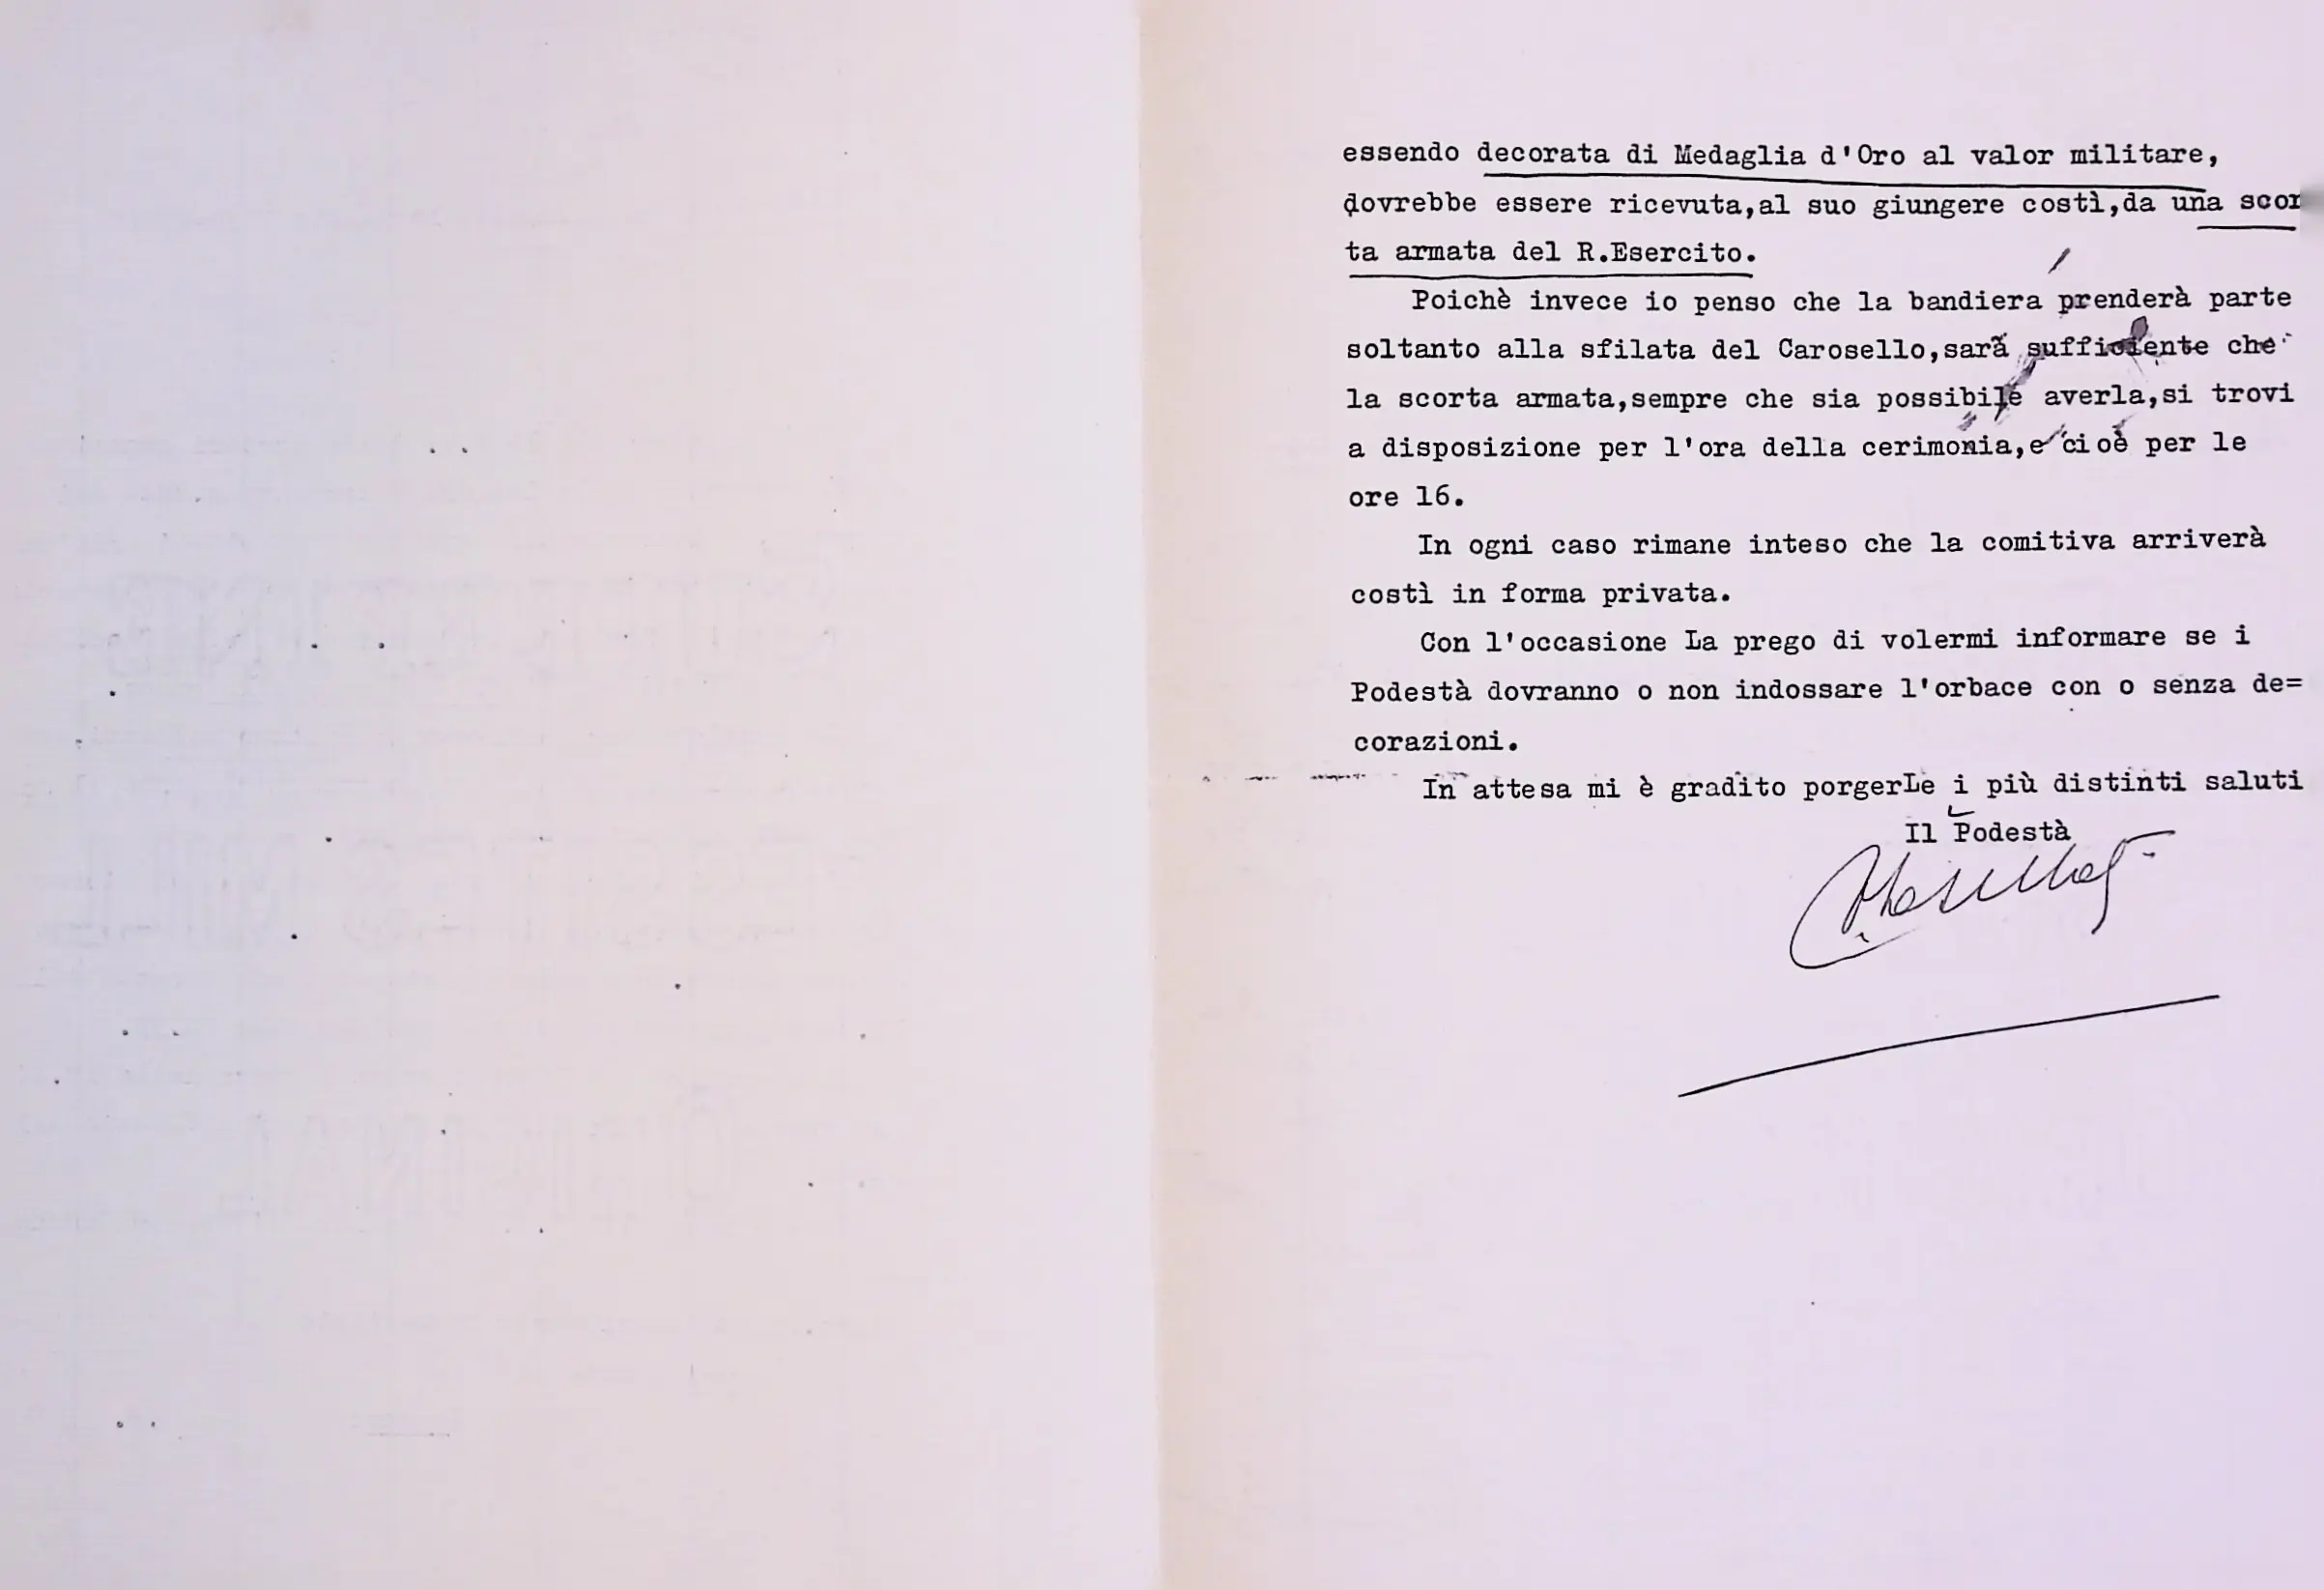 essendo decorata di Medaglia d'Oro al valor militare,
dovrebbe essere ricevuta,al suo giungere costì,da una scor
ta armata del R.Esercito.
Poichè invece io penso che la bandiera prenderà parte
soltanto alla sfilata del Carosello,sarà sufficiente che
la scorta armata,sempre che sia possibile averla,si trovi
a disposizione per l'ora della cerimonia,e cioè per le
ore 16.
In ogni caso rimane inteso che la comitiva arriverà
costì in forma privata.
Con l'occasione La prego di volermi informare se i
Podestà dovranno o non indossare l'orbace con o senza de=
corazioni.
In attesa mi è gradito porgerLe i più distinti saluti
Il Podestà